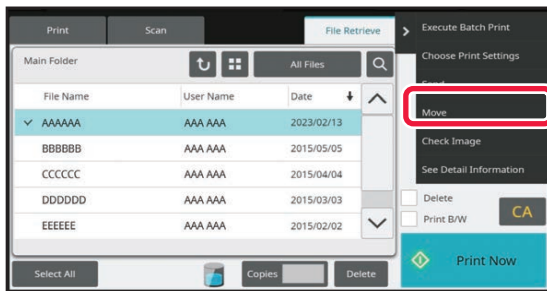 Print Scan File Retrieve
Main Folder All Files
File Name User Name Date
AAAAAA AAA AAA 2023/02/13
BBBBBB AAA AAA 2015/05/05
CCCCCC AAA AAA 2015/04/04
DDDDDD AAA AAA 2015/03/03
EEEEEE AAA AAA 2015/02/02
Select All Copies Delete
Execute Batch Print
Choose Print Settings
Send
Move
Check Image
See Detail Information
Delete
Print B/W
CA
Print Now